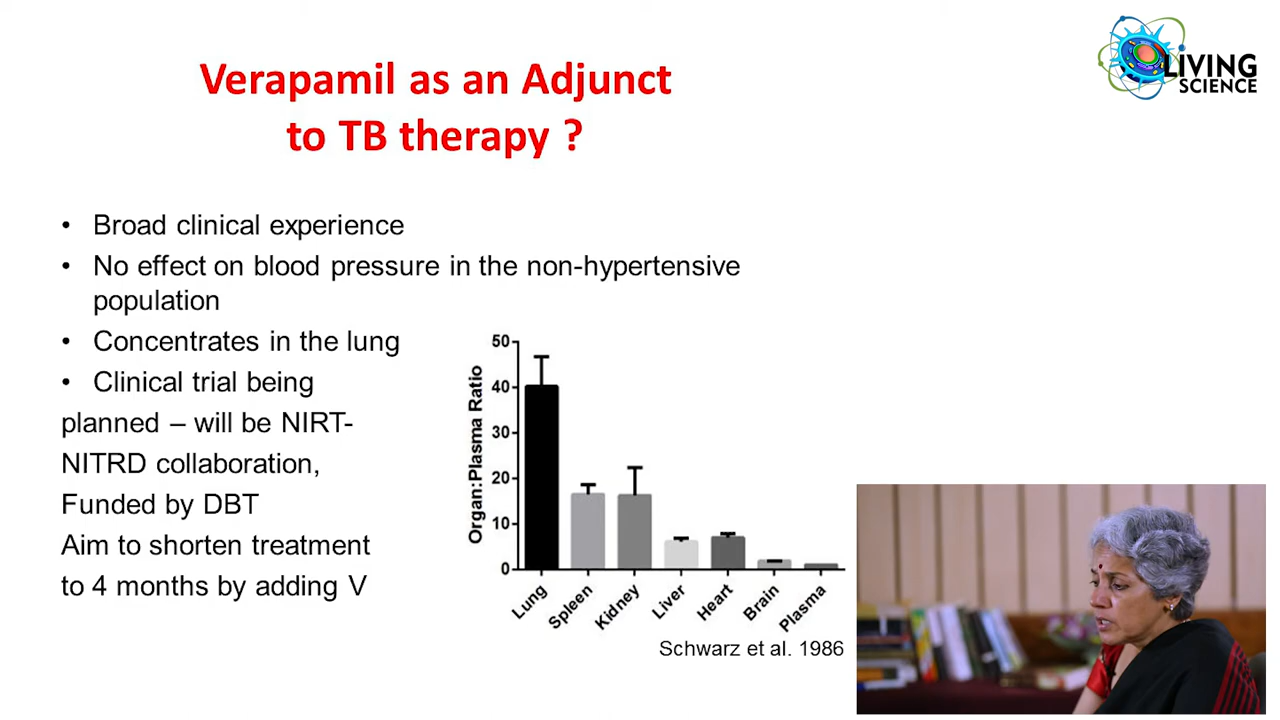 LIVING
SCIENCE
Verapamil as an Adjunct
to TB therapy ?
• Broad clinical experience
• No effect on blood pressure in the non-hypertensive
population
• Concentrates in the lung
• Clinical trial being
planned – will be NIRT-
NITRD collaboration,
Funded by DBT
Aim to shorten treatment
to 4 months by adding V
Organ:Plasma Ratio
50
40
30
20
10
0
Lung
Spleen
Kidney
Liver
Heart
Brain
Plasma
Schwarz et al. 1986